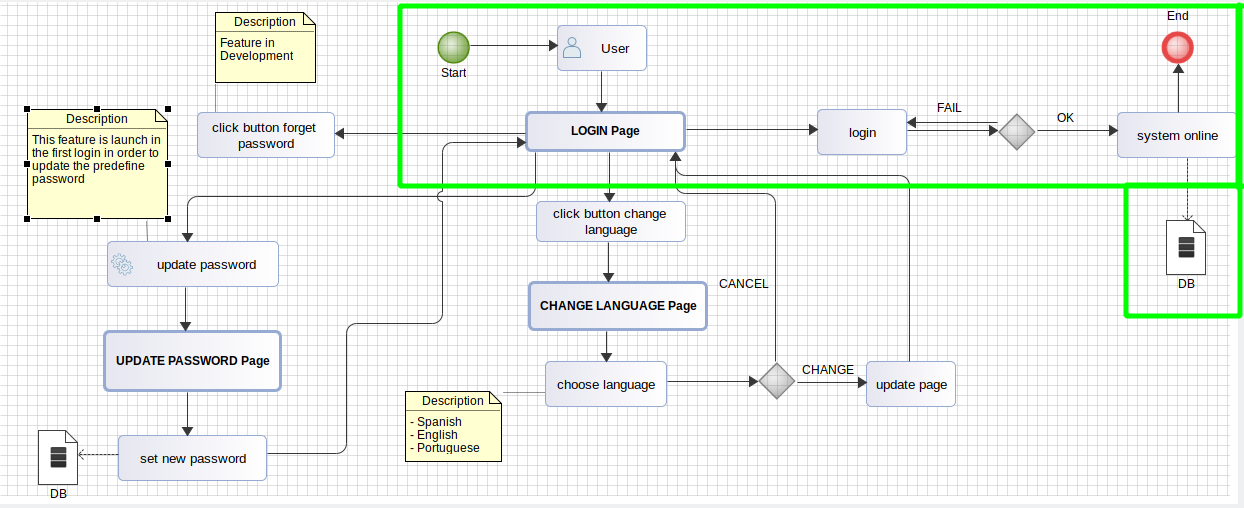 Description
Feature in
Development
Start
User
End
Description
This feature is launch in
the first login in order to
update the predefine
password
click button forget
password
LOGIN Page
login
FAIL
OK
system online
click button change
language
update password
DB
CANCEL
CHANGE LANGUAGE Page
UPDATE PASSWORD Page
choose language
CHANGE
update page
Description
- Spanish
- English
- Portuguese
set new password
DB